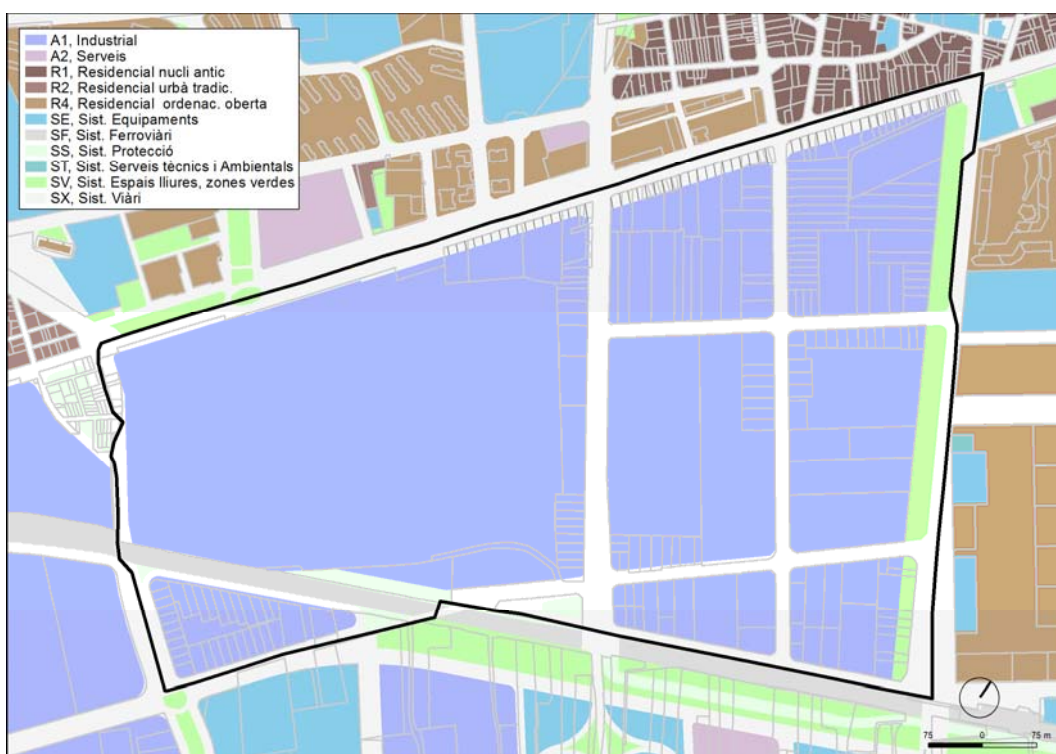 A1, Industrial
A2, Serveis
R1, Residencial nucli antic
R2, Residencial urbà tradic.
R4, Residencial ordenac. oberta
SE, Sist. Equipaments
SF, Sist. Ferroviàri
SS, Sist. Protecció
ST, Sist. Serveis tècnics i Ambientals
SV, Sist. Espais lliures, zones verdes
SX, Sist. Viàri
75 0 75 m